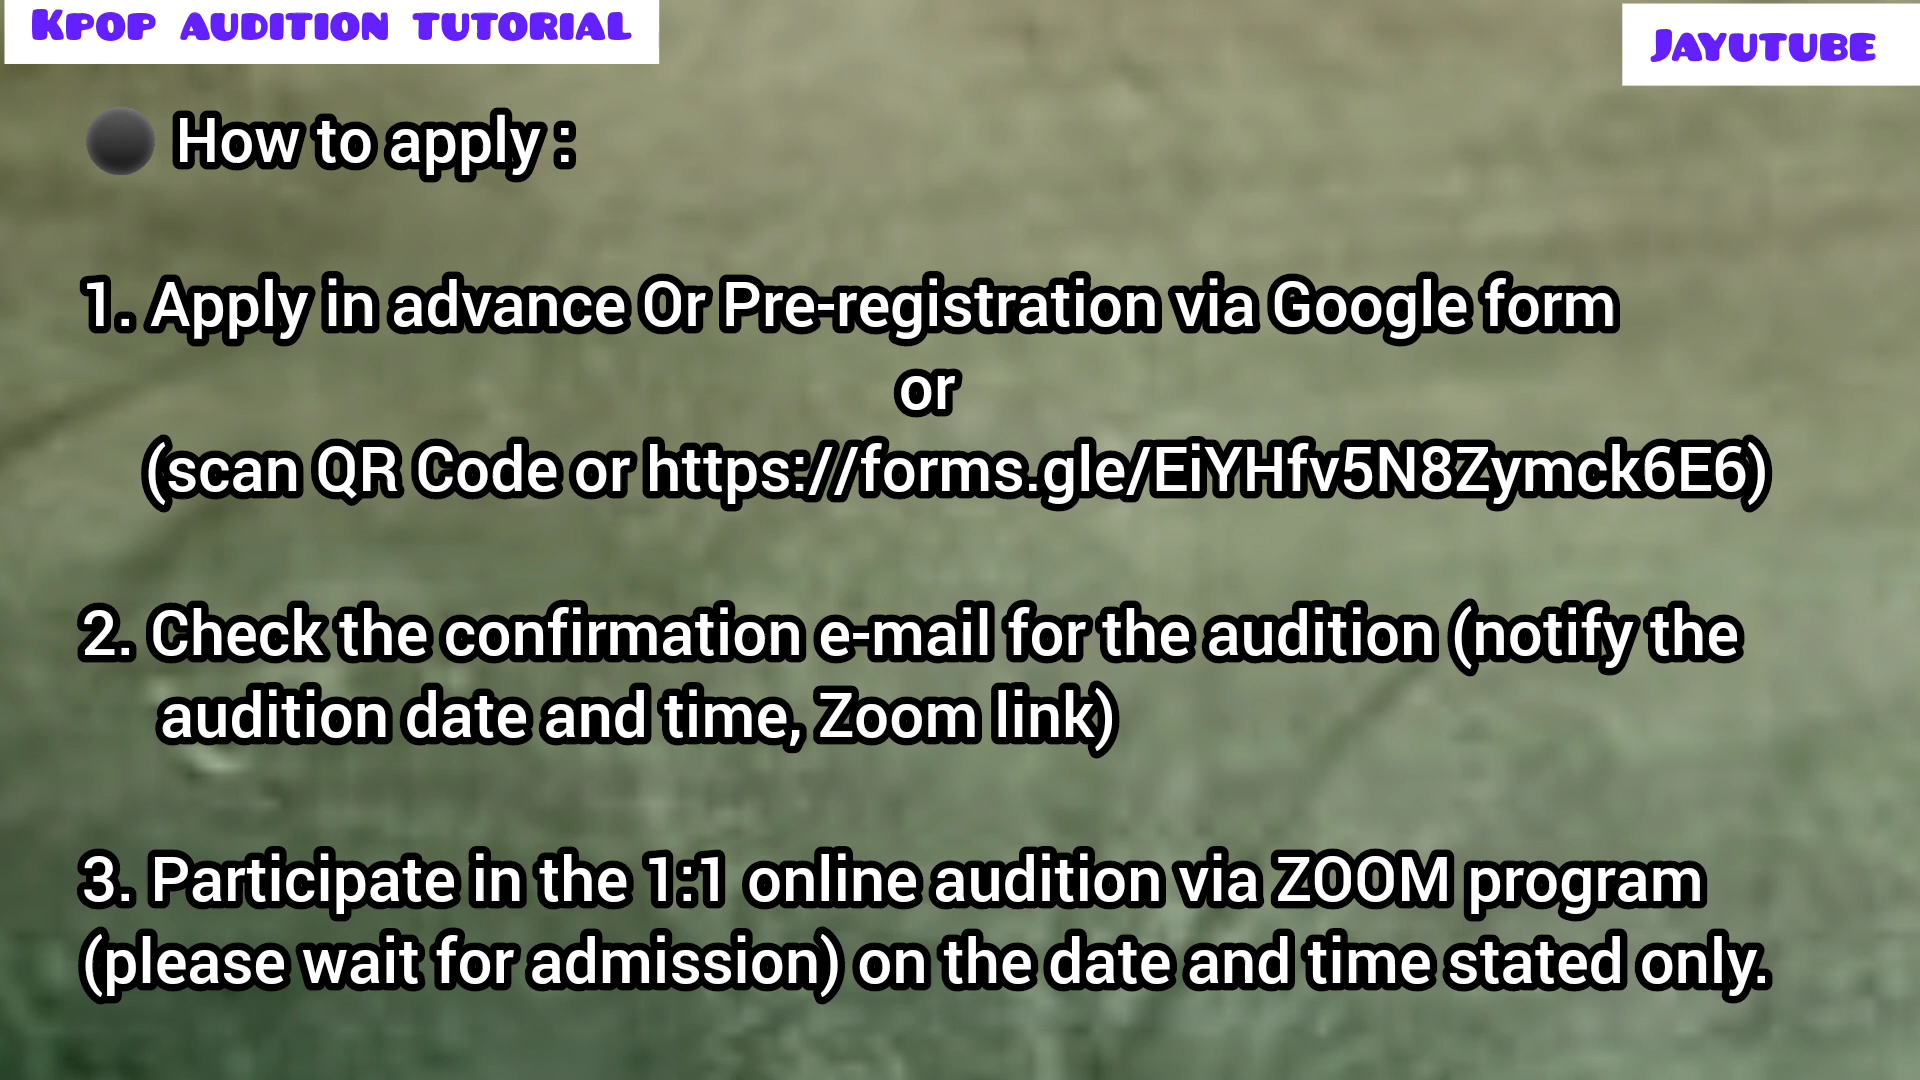 Kpop audition tutorial
Jayutube
How to apply :
1. Apply in advance Or Pre-registration via Google form
or
(scan QR Code or https://forms.gle/EiYHfv5N8Zymck6E6)
2. Check the confirmation e-mail for the audition (notify the
audition date and time, Zoom link)
3. Participate in the 1:1 online audition via ZOOM program
(please wait for admission) on the date and time stated only.